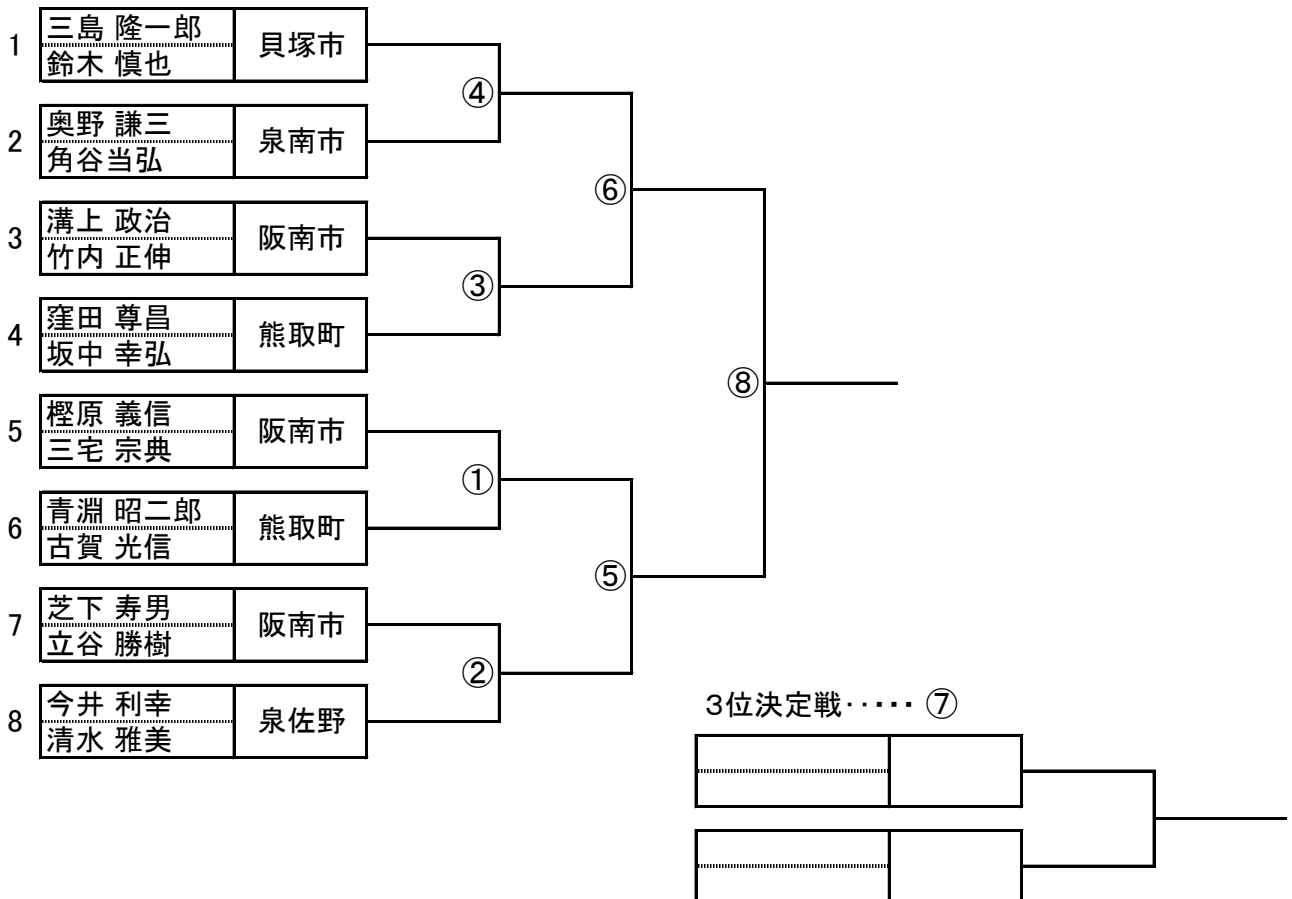 1 三島 隆一郎 貝塚市
鈴木 慎也
④
2 奥野 謙三 泉南市
角谷当弘
⑥
3 溝上 政治 阪南市
竹内 正伸
③
4 窪田 尊昌 熊取町
坂中 幸弘
⑧
5 樫原 義信 阪南市
三宅 宗典
①
6 青淵 昭二郎 熊取町
古賀 光信
⑤
7 芝下 寿男 阪南市
立谷 勝樹
②
8 今井 利幸 泉佐野
清水 雅美
3位決定戦‥‥・ ⑦